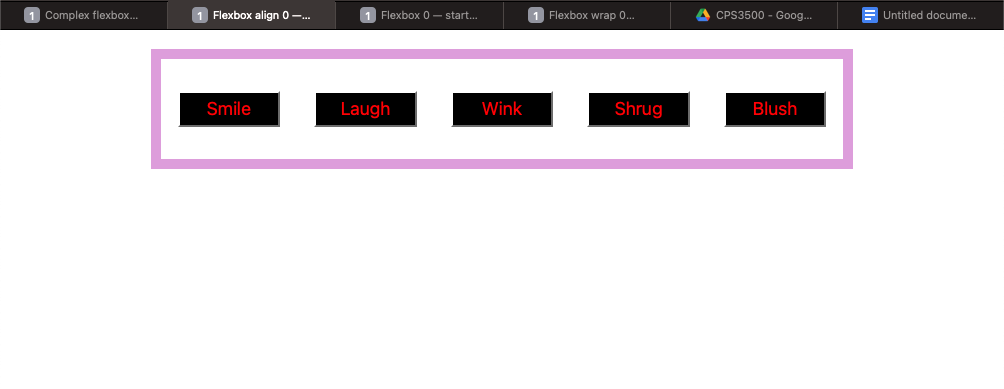 1 Complex flexbox...
1 Flexbox align 0 —...
1 Flexbox 0 — start...
1 Flexbox wrap 0...
CPS3500 - Goog...
Untitled docume...
Smile
Laugh
Wink
Shrug
Blush